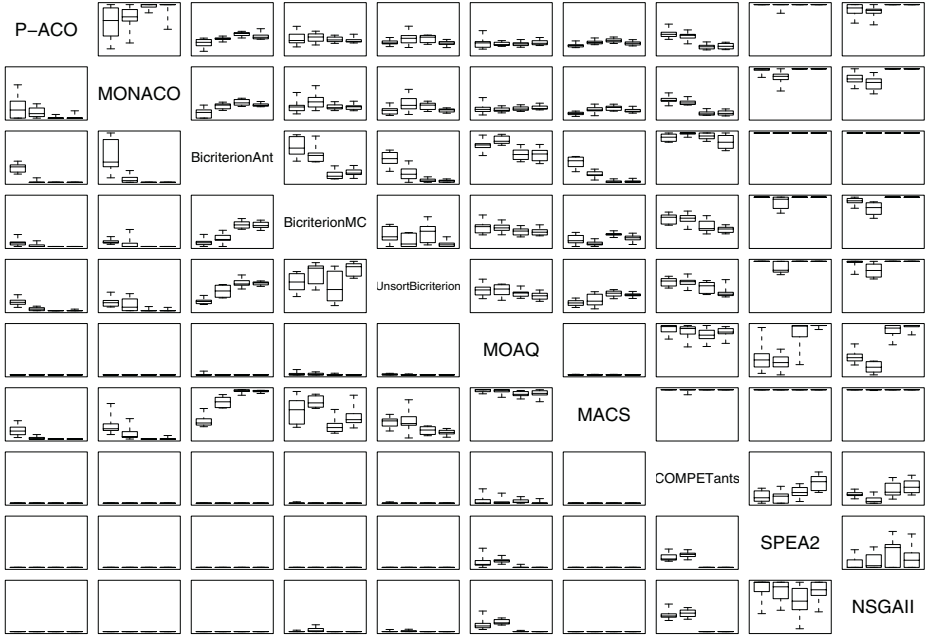 P-ACO
MONACO
BicriterionAnt
BicriterionMC
UnsortBicriterion
MOAQ
MACS
COMPETants
SPEA2
NSGAII